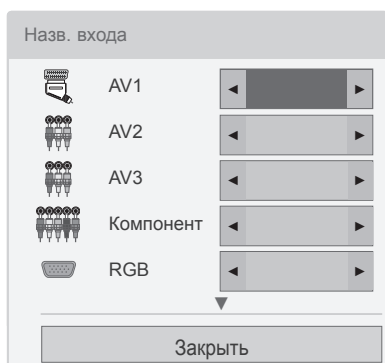 Назв. входа
AV1
AV2
AV3
Компонент
RGB
Закрыть